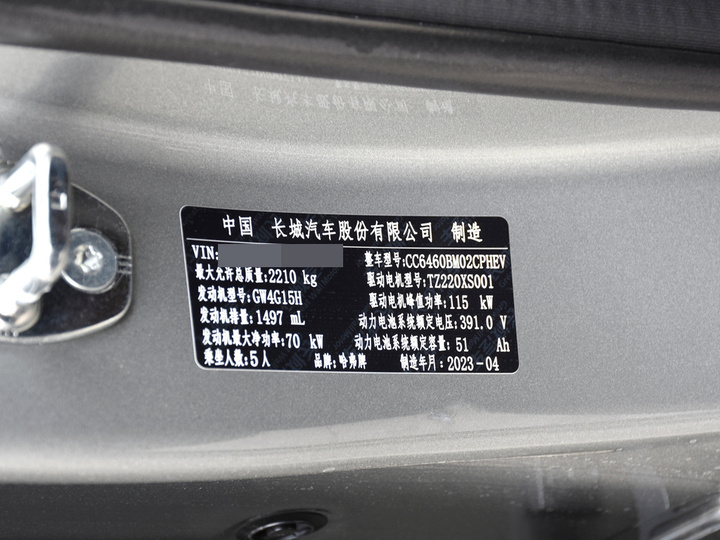 中国 长城汽车股份有限公司 制造
VIN: 整车型号:CC6460BM02CPHEV
最大允许总质量:2210 kg 驱动电机型号:TZ220XS001
发动机型号:GW4G15H 驱动电机峰值功率:115 kW
发动机排量:1497 mL 动力电池系统额定电压:391.0 V
发动机最大净功率:70 kW 动力电池系统额定容量:51 Ah
乘坐人数:5人 品牌:哈弗牌 制造年月:2023-04